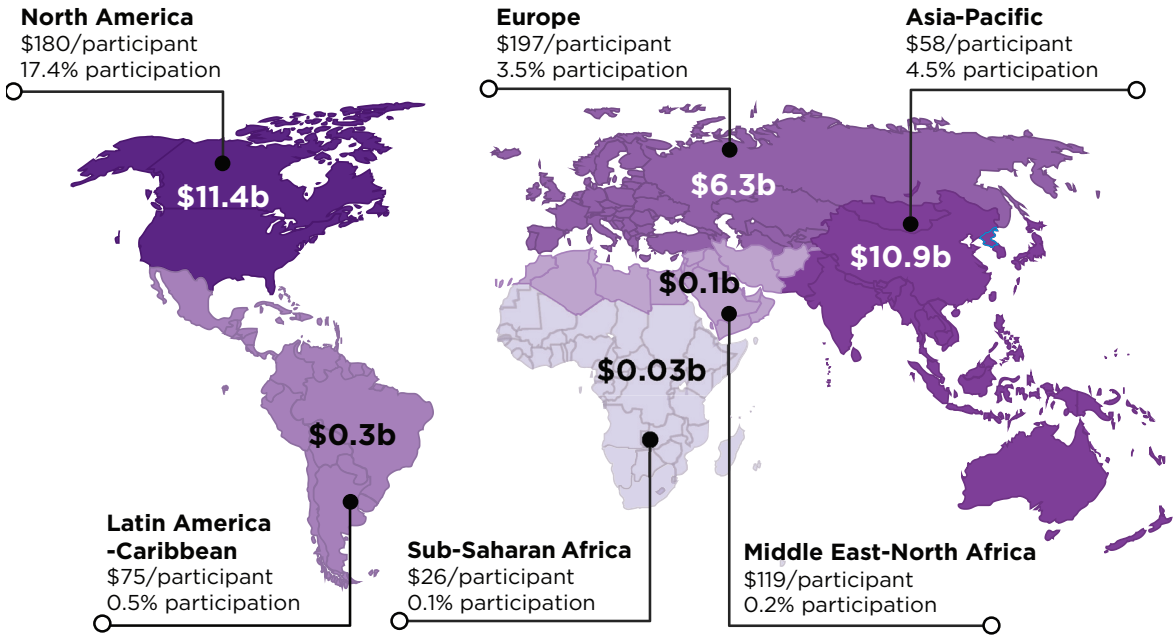 North America
$180/participant
17.4% participation
Europe
$197/participant
3.5% participation
Asia-Pacific
$58/participant
4.5% participation
$11.4b
$6.3b
$10.9b
$0.1b
$0.03b
$0.3b
Latin America
-Caribbean
$75/participant
0.5% participation
Sub-Saharan Africa
$26/participant
0.1% participation
Middle East-North Africa
$119/participant
0.2% participation